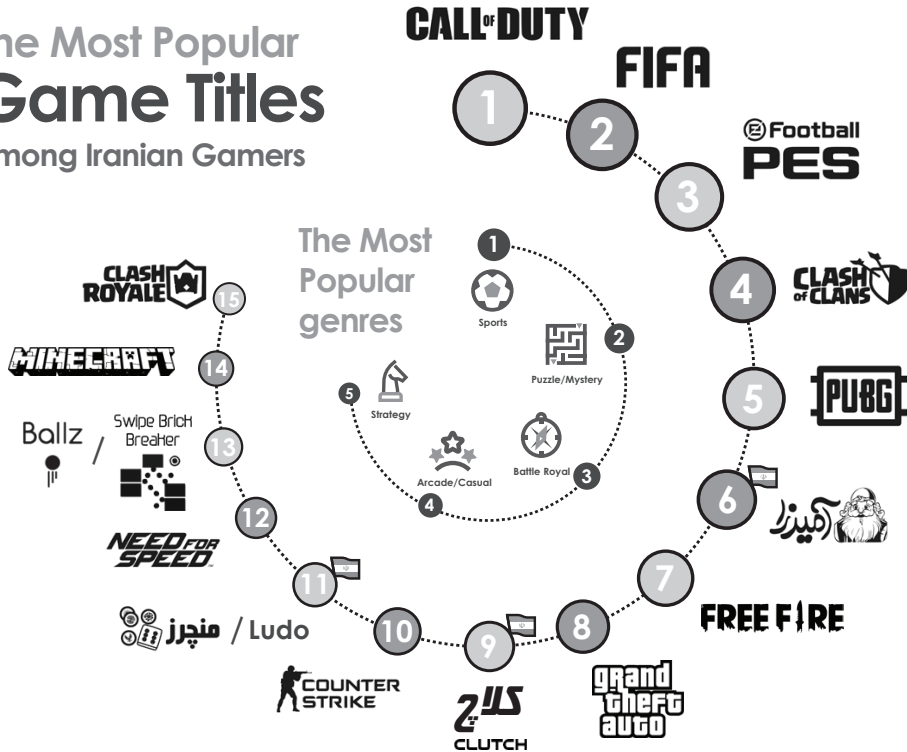 he Most Popular
Game Titles
mong Iranian Gamers
CALL OF DUTY
1
FIFA
2
Football
PES
3
CLASH
OF CLANS
4
PUBG
5
آمیرزا
6
FREE FIRE
7
grand
theft
auto
8
کلاچ
CLUTCH
9
COUNTER
STRIKE
10
منچرز / Ludo
11
NEED FOR
SPEED
12
Ballz / Swipe Brick
Breaker
13
MINECRAFT
14
CLASH
ROYALE
15
The Most
Popular
genres
1
Sports
2
Puzzle/Mystery
3
Battle Royal
4
Arcade/Casual
5
Strategy